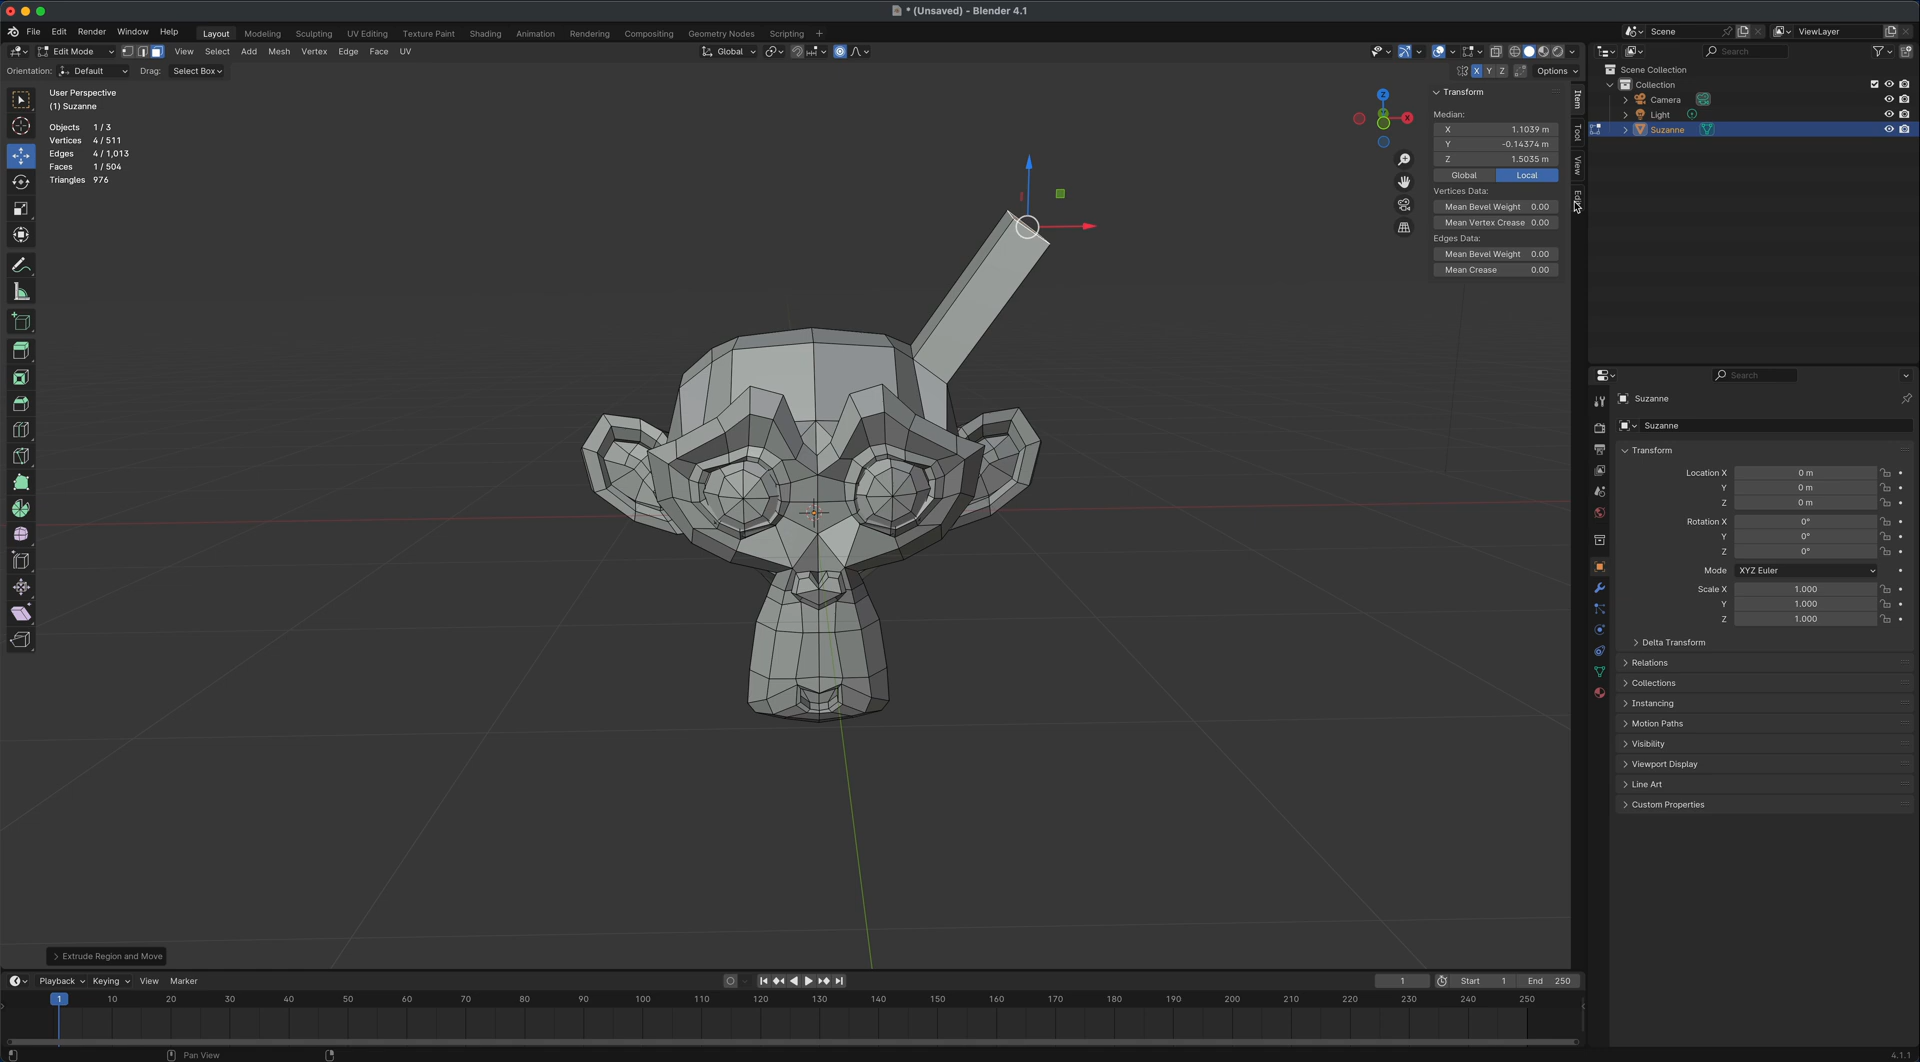 * (Unsaved) - Blender 4.1
File Edit Render Window Help Layout Modeling Sculpting UV Editing Texture Paint Shading Animation Rendering Compositing Geometry Nodes Scripting +
Scene ViewLayer
Edit Mode View Select Add Mesh Vertex Edge Face UV Global
Search
Orientation: Default Drag: Select Box
X Y Z Options
User Perspective
(1) Suzanne
Objects 1 / 3
Vertices 4 / 511
Edges 4 / 1,013
Faces 1 / 504
Triangles 976
Z
X
Transform
Median:
X 1.1039 m
Y -0.14374 m
Z 1.5035 m
Global Local
Vertices Data:
Mean Bevel Weight 0.00
Mean Vertex Crease 0.00
Edges Data:
Mean Bevel Weight 0.00
Mean Crease 0.00
Item
Tool
View
Scene Collection
Collection
Camera
Light
Suzanne
Search
Suzanne
Suzanne
Transform
Location X 0 m
Y 0 m
Z 0 m
Rotation X 0°
Y 0°
Z 0°
Mode XYZ Euler
Scale X 1.000
Y 1.000
Z 1.000
Delta Transform
Relations
Collections
Instancing
Motion Paths
Visibility
Viewport Display
Line Art
Custom Properties
Extrude Region and Move
Playback Keying View Marker 1 Start 1 End 250
1 10 20 30 40 50 60 70 80 90 100 110 120 130 140 150 160 170 180 190 200 210 220 230 240 250
Pan View
4.1.1